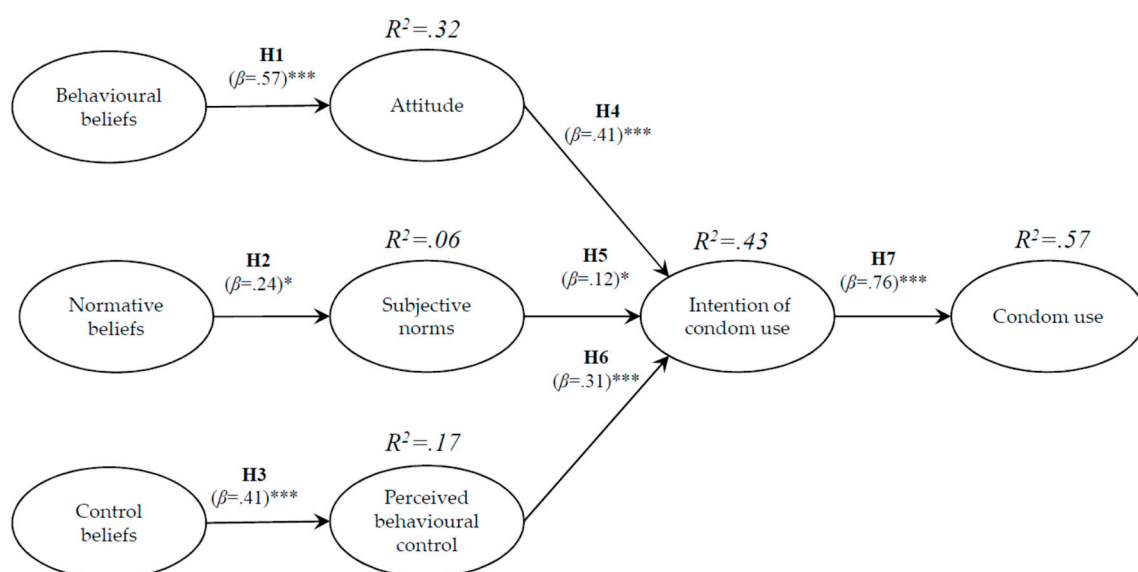 R²=.32
H1
(β=.57)***
Behavioural
beliefs
Attitude
H4
(β=.41)***
R²=.06
R²=.43
R²=.57
H2
(β=.24)*
H5
(β=.12)*
H7
(β=.76)***
Normative
beliefs
Subjective
norms
Intention of
condom use
Condom use
H6
(β=.31)***
R²=.17
H3
(β=.41)***
Control
beliefs
Perceived
behavioural
control